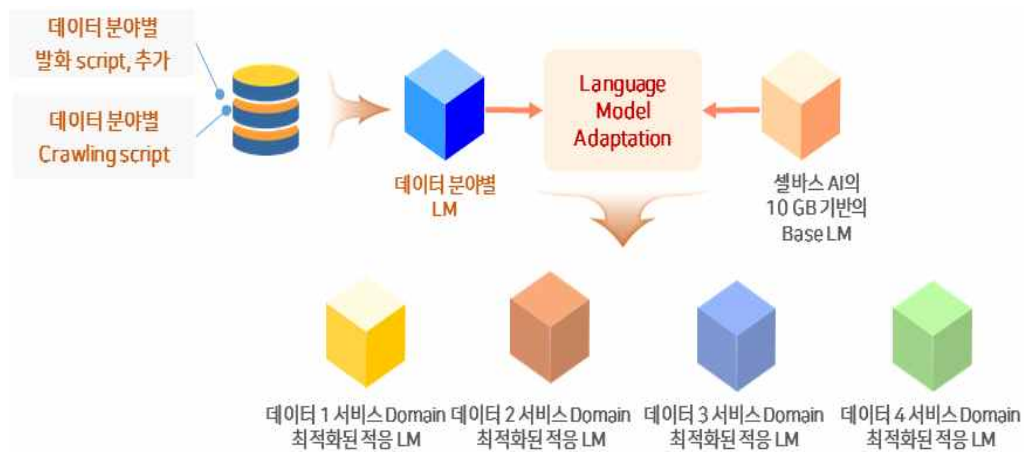 데이터 분야별
발화 script, 추가
데이터 분야별
Crawling script
데이터 분야별
LM
Language
Model
Adaptation
셀바스 AI의
10 GB 기반의
Base LM
데이터 1 서비스 Domain
최적화된 적응 LM
데이터 2 서비스 Domain
최적화된 적응 LM
데이터 3 서비스 Domain
최적화된 적응 LM
데이터 4 서비스 Domain
최적화된 적응 LM